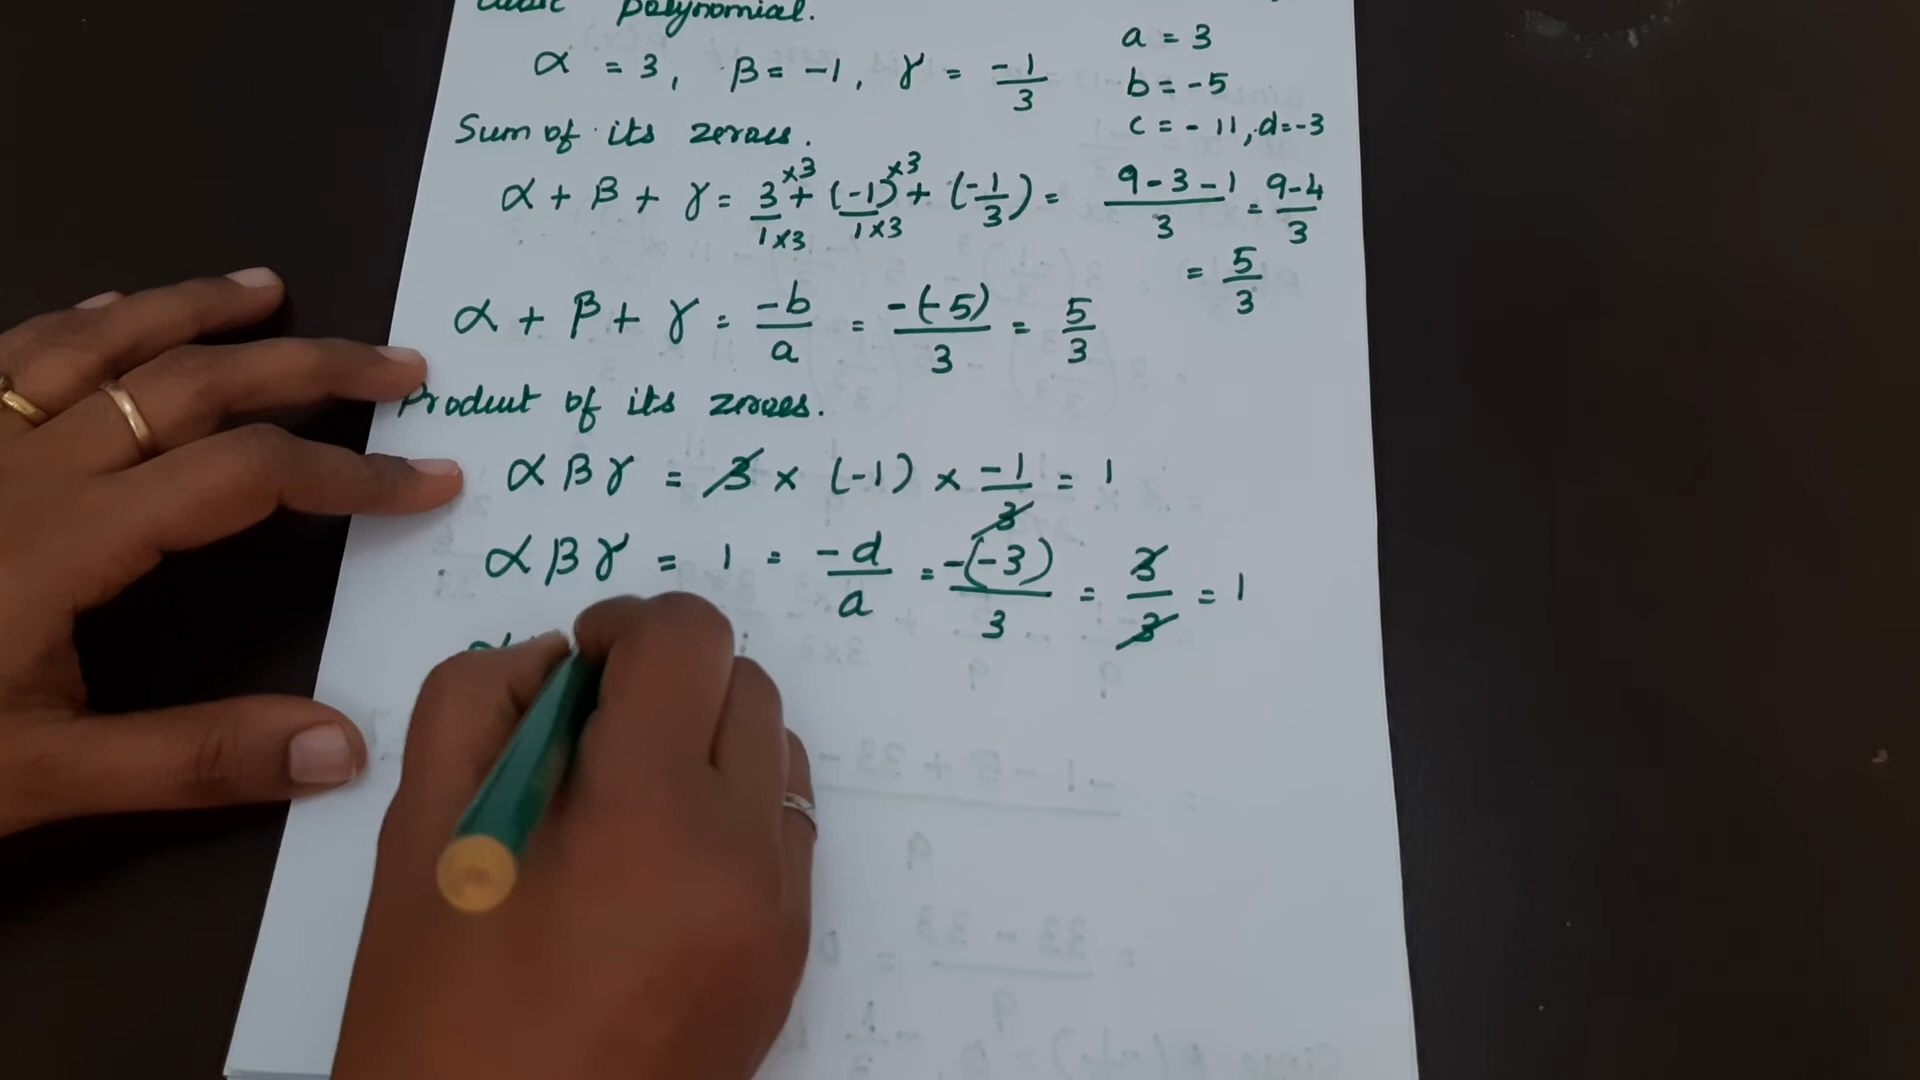 Cubic polynomial.
α = 3, β = -1, γ = -1/3
a = 3
b = -5
c = -11, d = -3
Sum of its zeroes.
α + β + γ = 3×3/1×3 + (-1)×3/1×3 + (-1/3) = 9-3-1/3 = 9-4/3
= 5/3
α + β + γ = -b/a = -(-5)/3 = 5/3
Product of its zeroes.
αβγ = 3 × (-1) × -1/3 = 1
αβγ = 1 = -d/a = -(-3)/3 = 3/3 = 1
α